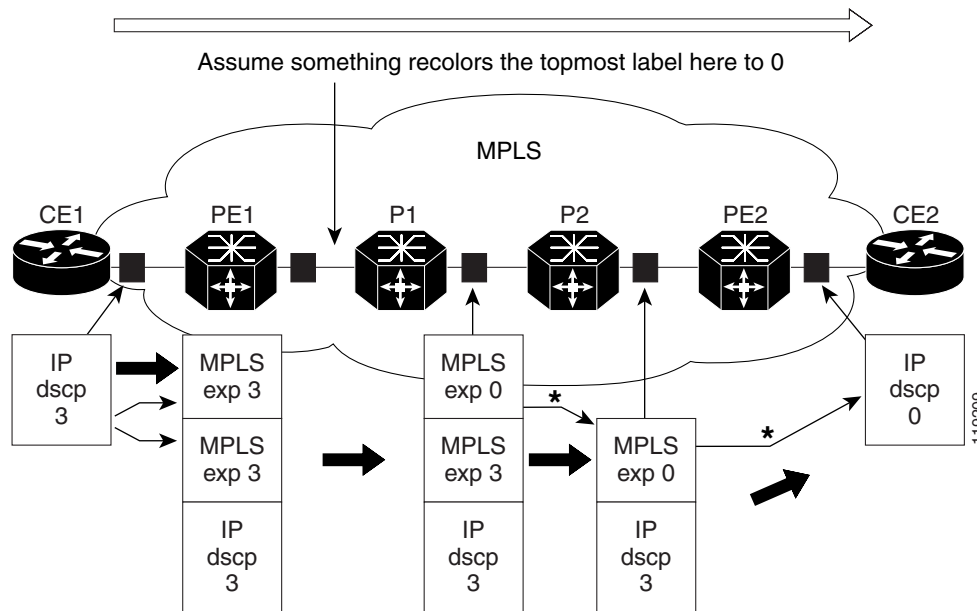 Assume something recolors the topmost label here to 0
MPLS
CE1
PE1
P1
P2
PE2
CE2
IP
dscp
3
MPLS
exp 3
MPLS
exp 3
IP
dscp
3
MPLS
exp 0
MPLS
exp 3
IP
dscp
3
*
MPLS
exp 0
IP
dscp
3
*
IP
dscp
0